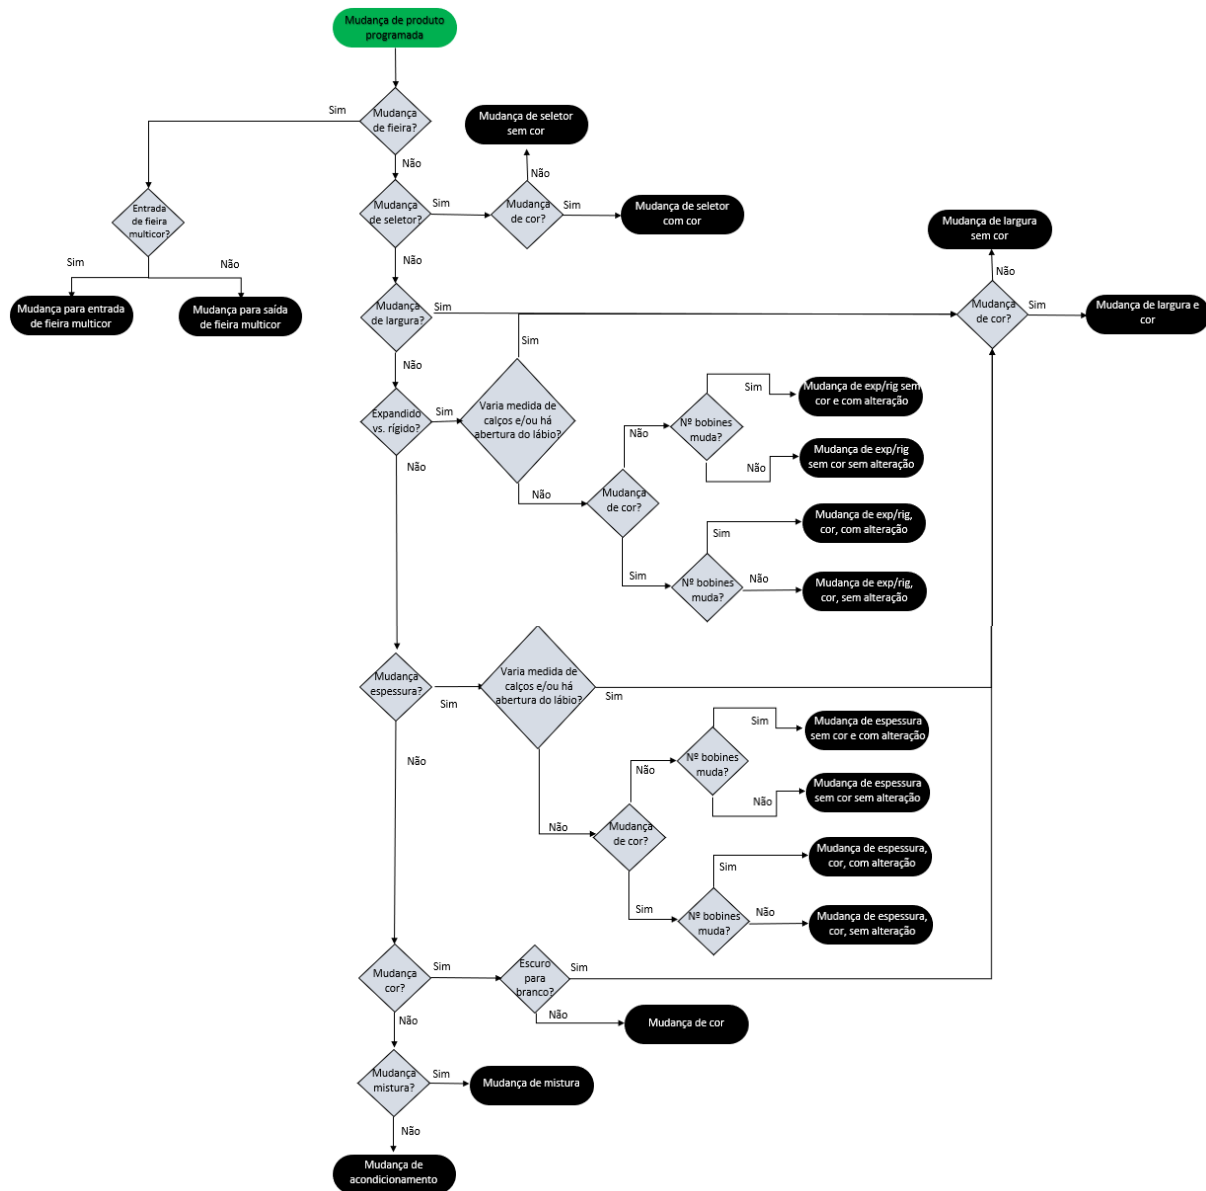 Mudança de produto
programada
Sim
Mudança
de fieira?
Não
Mudança de seletor
sem cor
Não
Entrada
de fieira
multicor?
Sim
Não
Mudança para entrada
de fieira multicor
Mudança para saída
de fieira multicor
Mudança
de seletor?
Sim
Mudança
de cor?
Sim
Mudança de seletor
com cor
Não
Mudança de largura
sem cor
Não
Mudança
de largura?
Sim
Mudança
de cor?
Sim
Mudança de largura e
cor
Não
Sim
Expandido
vs. rígido?
Sim
Varia medida de
calços e/ou há
abertura do lábio?
Não
Mudança
de cor?
Não
Nº bobines
muda?
Sim
Mudança de exp/rig sem
cor e com alteração
Não
Mudança de exp/rig
sem cor sem alteração
Sim
Nº bobines
muda?
Sim
Mudança de exp/rig,
cor, com alteração
Não
Mudança de exp/rig,
cor, sem alteração
Não
Mudança
espessura?
Sim
Varia medida de
calços e/ou há
abertura do lábio?
Sim
Não
Mudança
de cor?
Não
Nº bobines
muda?
Sim
Mudança de espessura
sem cor e com alteração
Não
Mudança de espessura
sem cor sem alteração
Sim
Nº bobines
muda?
Sim
Mudança de espessura,
cor, com alteração
Não
Mudança de espessura,
cor, sem alteração
Não
Mudança
cor?
Sim
Escuro
para
branco?
Sim
Não
Mudança de cor
Não
Mudança
mistura?
Sim
Mudança de mistura
Não
Mudança de
acondicionamento